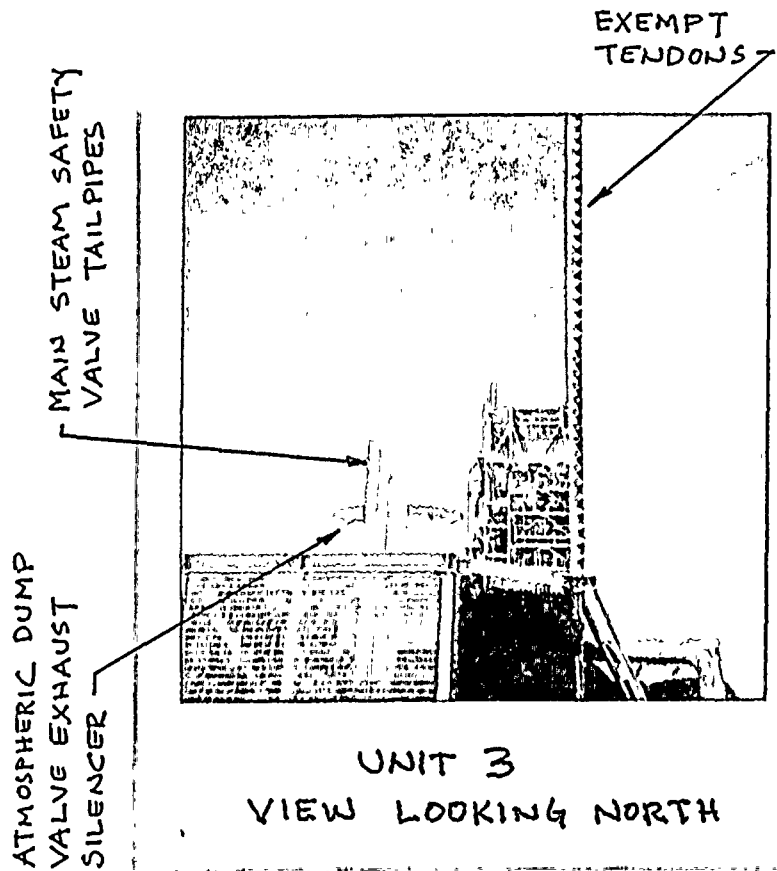 EXEMPT
TENDONS
MAIN STEAM SAFETY
VALVE TAILPIPES
ATMOSPHERIC DUMP
VALVE EXHAUST
SILENCER
UNIT 3
VIEW LOOKING NORTH